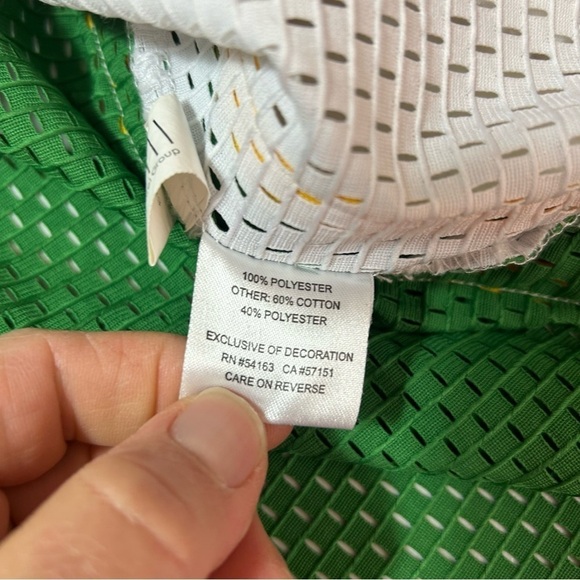 100% POLYESTER
OTHER: 60% COTTON
40% POLYESTER
EXCLUSIVE OF DECORATION
RN #54163 CA #57151
CARE ON REVERSE